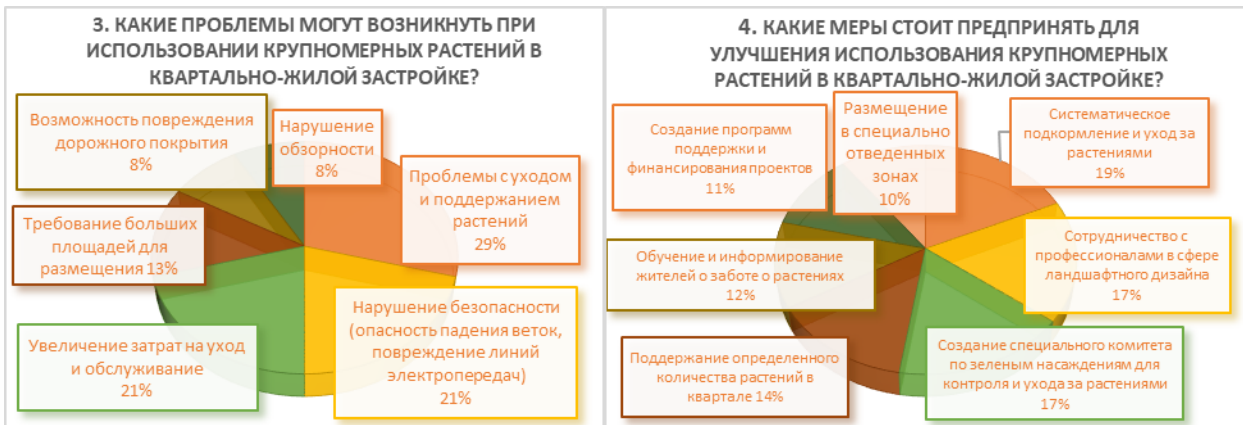 3. КАКИЕ ПРОБЛЕМЫ МОГУТ ВОЗНИКНУТЬ ПРИ
ИСПОЛЬЗОВАНИИ КРУПНОМЕРНЫХ РАСТЕНИЙ В
КВАРТАЛЬНО-ЖИЛОЙ ЗАСТРОЙКЕ?
Возможность повреждения
дорожного покрытия
8%
Нарушение
обзорности
8%
Проблемы с уходом
и поддержанием
растений
29%
Требование больших
площадей для
размещения 13%
Увеличение затрат на уход
и обслуживание
21%
Нарушение безопасности
(опасность падения веток,
повреждение линий
электропередач)
21%
4. КАКИЕ МЕРЫ СТОИТ ПРЕДПРИНЯТЬ ДЛЯ
УЛУЧШЕНИЯ ИСПОЛЬЗОВАНИЯ КРУПНОМЕРНЫХ
РАСТЕНИЙ В КВАРТАЛЬНО-ЖИЛОЙ ЗАСТРОЙКЕ?
Создание программ
поддержки и
финансирования проектов
11%
Размещение
в специально
отведенных
зонах
10%
Систематическое
подкормление и уход за
растениями
19%
Обучение и информирование
жителей о заботе о растениях
12%
Сотрудничество с
профессионалами в сфере
ландшафтного дизайна
17%
Поддержание определенного
количества растений в
квартале 14%
Создание специального комитета
по зеленым насаждениям для
контроля и ухода за растениями
17%